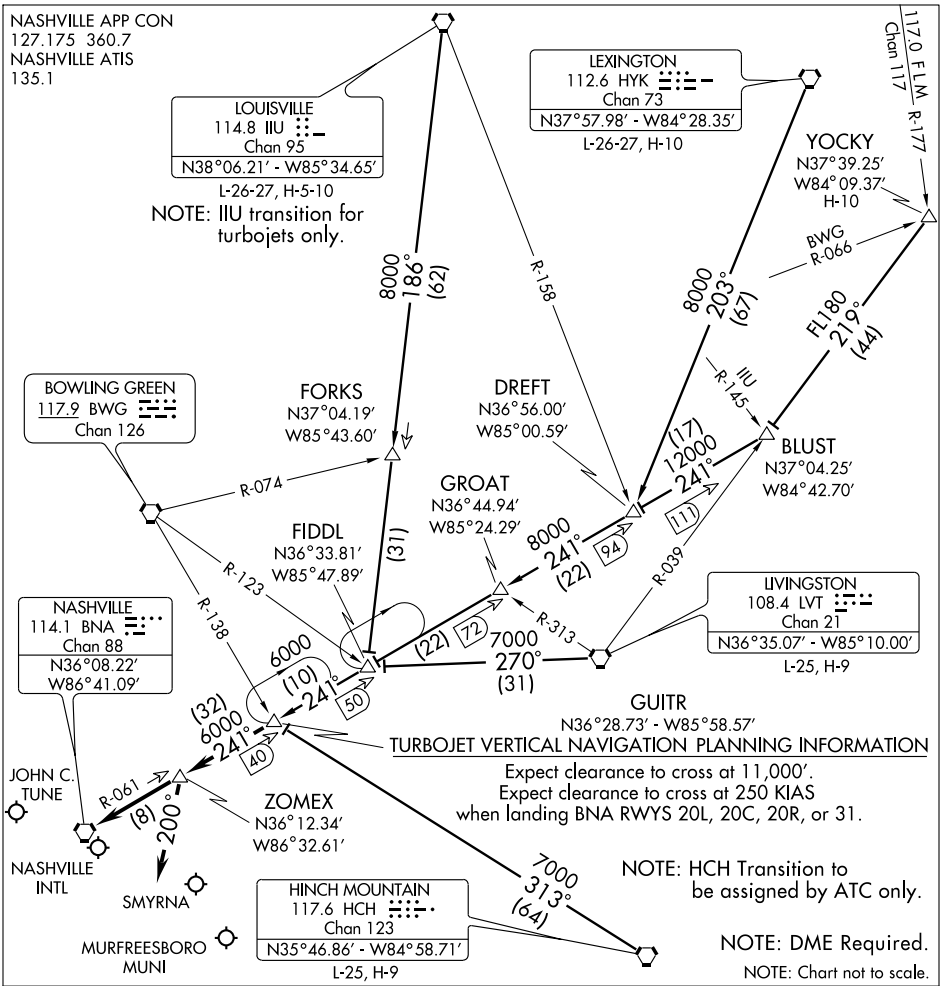 NASHVILLE APP CON
127.175 360.7
NASHVILLE ATIS
135.1
LOUISVILLE
114.8 IIU
Chan 95
N38°06.21' - W85°34.65'
L-26-27, H-5-10
NOTE: IIU transition for
turbojets only.
LEXINGTON
112.6 HYK
Chan 73
N37°57.98' - W84°28.35'
L-26-27, H-10
117.0 FLM
Chan 117
R-177
YOCKY
N37°39.25'
W84°09.37'
H-10
BWG
R-066
8000
186°
(62)
R-158
8000
203°
(67)
FL180
219°
(44)
IIU
R-145
BOWLING GREEN
117.9 BWG
Chan 126
FORKS
N37°04.19'
W85°43.60'
DREFT
N36°56.00'
W85°00.59'
(17)
12000
241°
111
BLUST
N37°04.25'
W84°42.70'
R-074
GROAT
N36°44.94'
W85°24.29'
8000
241°
(22)
94
R-039
R-123
FIDDL
N36°33.81'
W85°47.89'
(31)
R-138
NASHVILLE
114.1 BNA
Chan 88
N36°08.22'
W86°41.09'
(22)
72
R-313
LIVINGSTON
108.4 LVT
Chan 21
N36°35.07' - W85°10.00'
L-25, H-9
7000
270°
(31)
6000
(10)
241°
50
(32)
6000
241°
40
GUITR
N36°28.73' - W85°58.57'
TURBOJET VERTICAL NAVIGATION PLANNING INFORMATION
Expect clearance to cross at 11,000'.
Expect clearance to cross at 250 KIAS
when landing BNA RWYS 20L, 20C, 20R, or 31.
JOHN C.
TUNE
R-061
(8)
200°
ZOMEX
N36°12.34'
W86°32.61'
NASHVILLE
INTL
SMYRNA
MURFREESBORO
MUNI
HINCH MOUNTAIN
117.6 HCH
Chan 123
N35°46.86' - W84°58.71'
L-25, H-9
7000
313°
(64)
NOTE: HCH Transition to
be assigned by ATC only.
NOTE: DME Required.
NOTE: Chart not to scale.